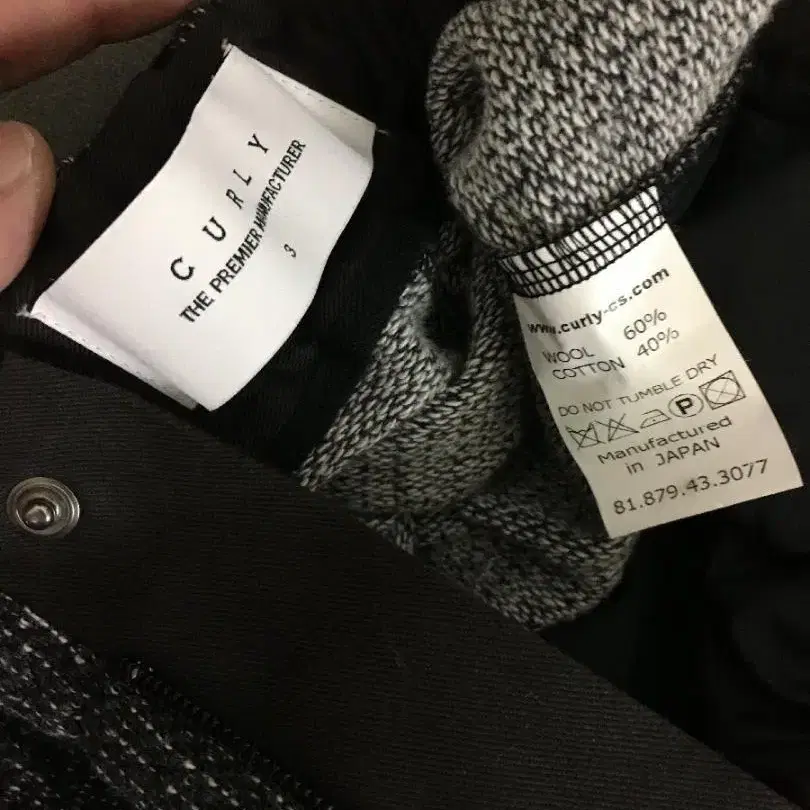 CURLY
THE PREMIER MANUFACTURER
3
www.curly-cs.com
WOOL 60%
COTTON 40%
DO NOT TUMBLE DRY
P
Manufactured
in JAPAN
81.879.43.3077